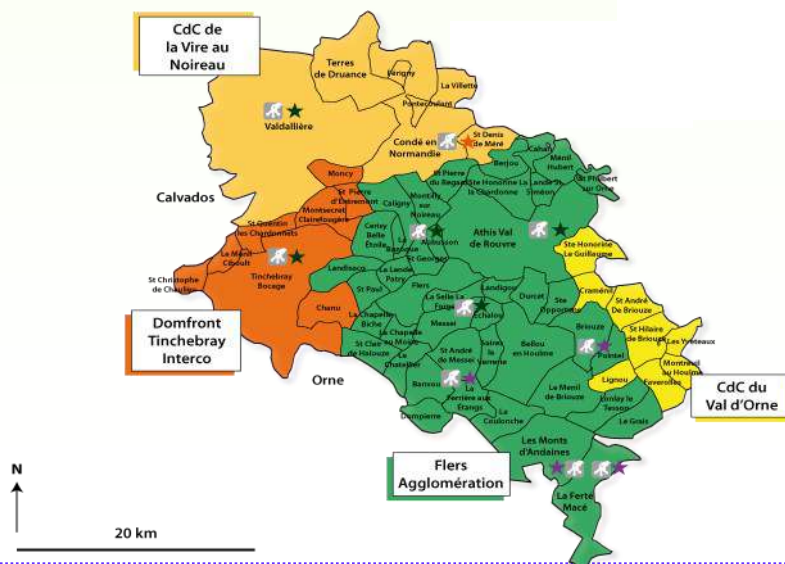 CdC de
la Vire au
Noireau
Terres
de Druance
Périgny
La Villette
Pontecoulant
Valdallière
Condé en
Normandie
St Denis
de Méré
Cahan
Berjou
Ménil
Hubert
St Philbert
sur Orne
Moncy
St Pierre
du Regard
Ste Honorine
la Chardonne
La Lande St
Siméon
Calvados
St Pierre
d'Entremont
Caligny
Montilly
sur
Noireau
Montsecret
Clairefougère
St Quentin
les Chardonnets
Cerisy
Belle
Étoile
La
Bazoque
Aubusson
Athis Val
de Rouvre
Ste Honorine
La Guillaume
St Georges
Le Ménil
Ciboult
Tinchebray
Bocage
St Christophe
de Chaulieu
Landisacq
La Lande
Patry
Flers
Landigou
Craménil
St Paul
La Selle La
Forge
Echalou
Durcet
Ste
Opportune
St André
De Briouze
Chanu
La Chapelle
Biche
Messei
Briouze
St Hilaire
de Briouze
Les Yveteaux
Domfront
Tinchebray
Interco
La Chapelle
au Moine
St Clair
de Halouze
Le
Chatellier
St André
de Messei
Saires
la
Verrerie
Bellou
en Houlme
Pointel
Montreuil
au Houlme
Orne
Banvou
La
Ferrière aux
Étangs
Le Menil
de Briouze
Lignou
Faverolles
CdC du
Val d'Orne
Lonlay le
Tesson
Dompierre
La
Coulonche
Le Grais
Les Monts
d'Andaines
Flers
Agglomération
La Ferté
Macé
N
20 km